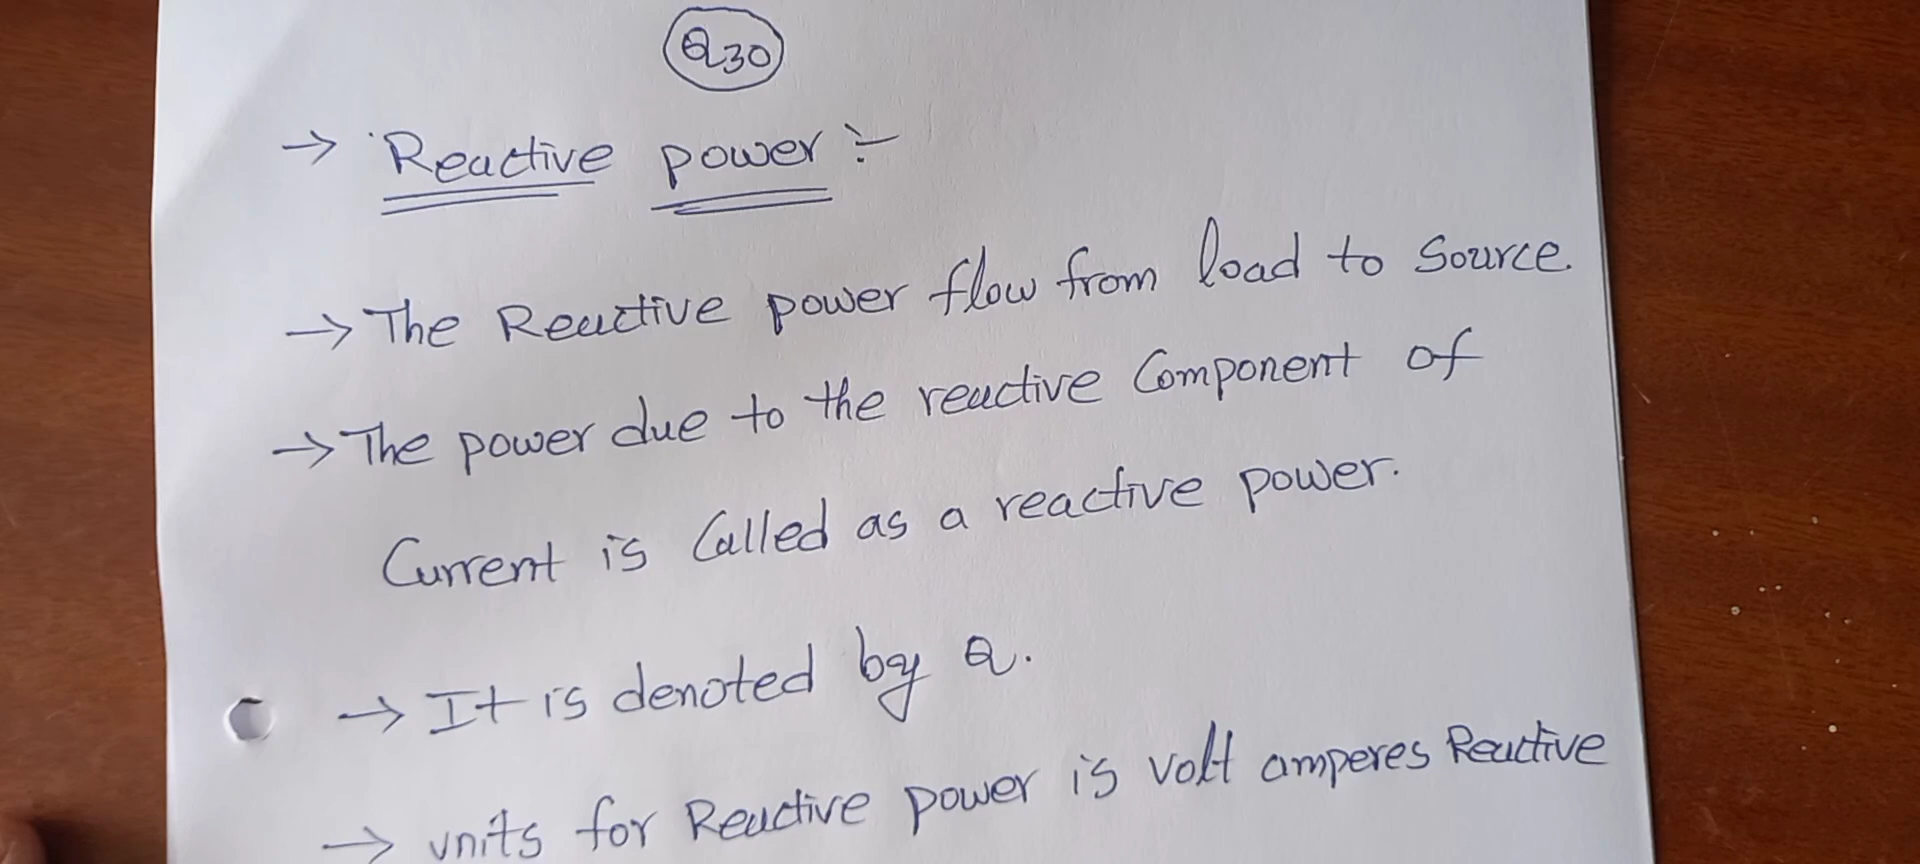 Q30
→ Reactive power :-
→ The Reactive power flow from load to Source.
→ The power due to the reactive Component of
Current is Called as a reactive power.
→ It is denoted by Q.
→ units for Reactive power is volt amperes Reactive